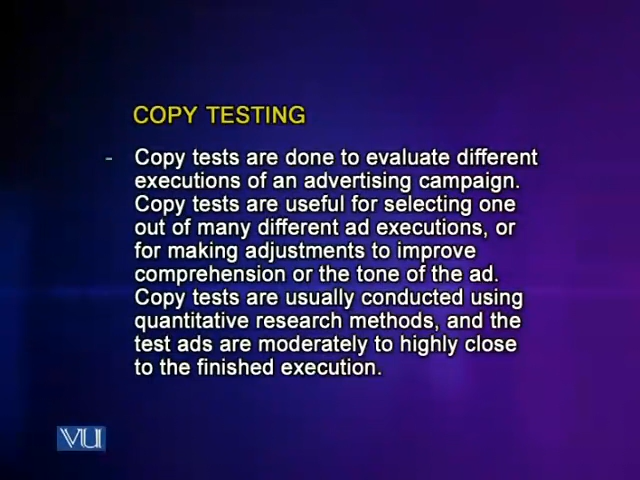 COPY TESTING
- Copy tests are done to evaluate different
executions of an advertising campaign.
Copy tests are useful for selecting one
out of many different ad executions, or
for making adjustments to improve
comprehension or the tone of the ad.
Copy tests are usually conducted using
quantitative research methods, and the
test ads are moderately to highly close
to the finished execution.
VU